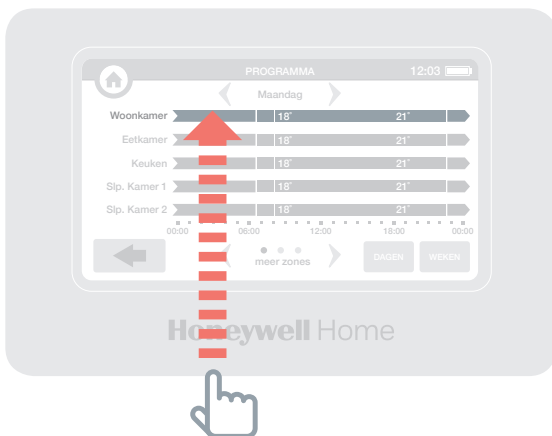 PROGRAMMA 12:03
Maandag
Woonkamer 18° 21°
Eetkamer 18° 21°
Keuken 18° 21°
Slp. Kamer 1 18° 21°
Slp. Kamer 2 18° 21°
00:00 06:00 12:00 18:00 00:00
meer zones DAGEN WEKEN
Honeywell Home